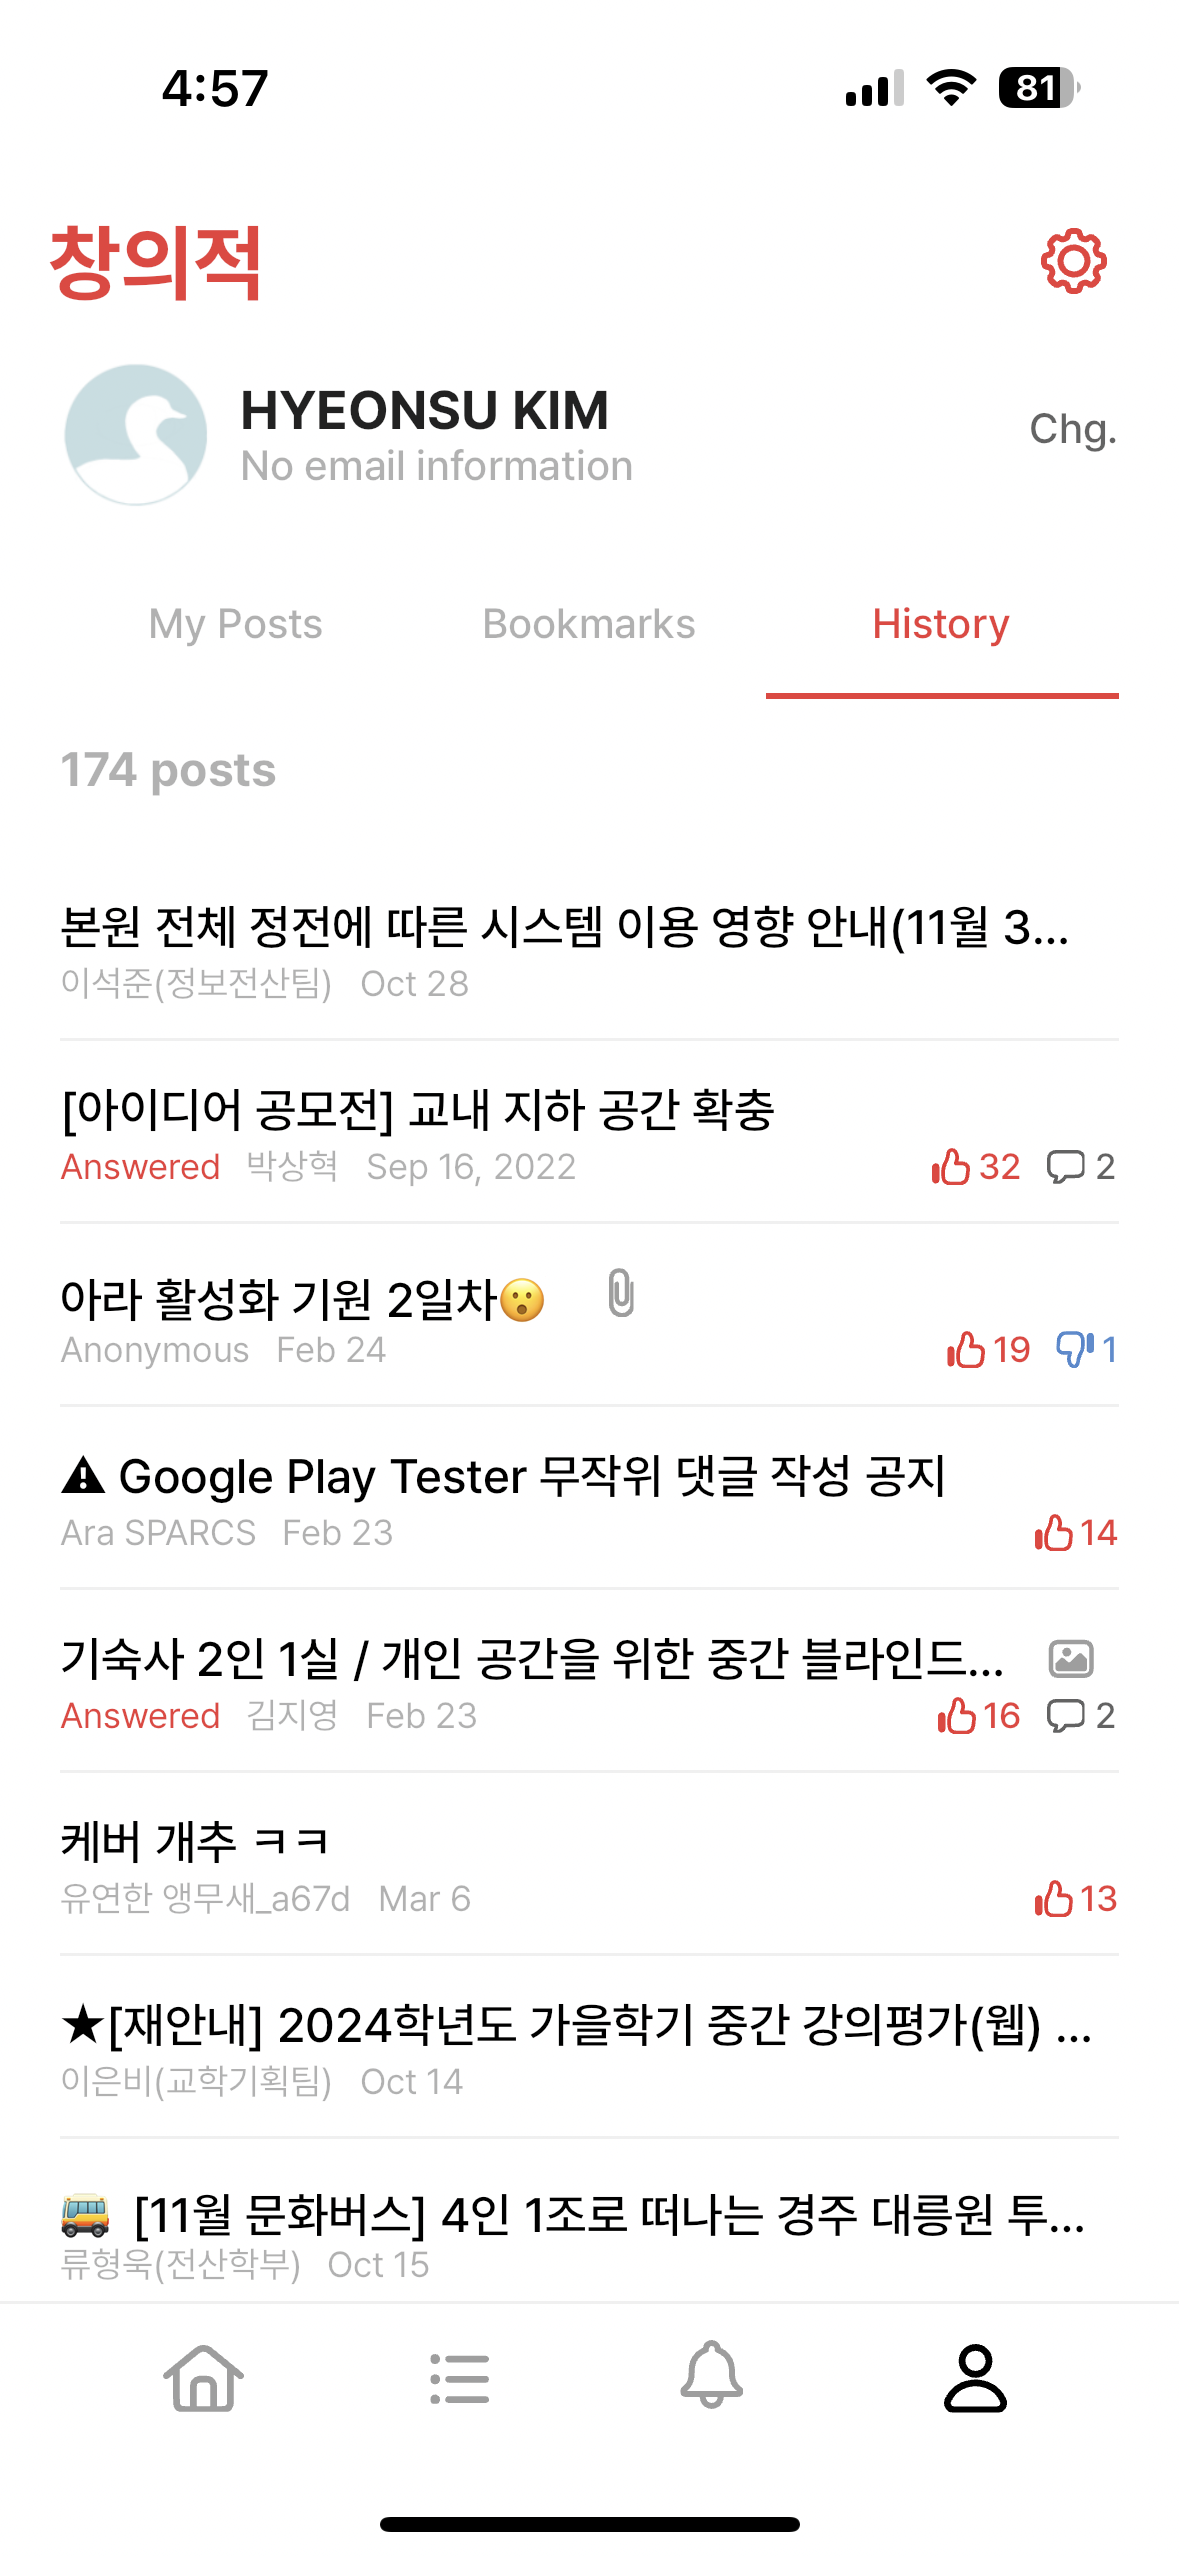 4:57
81
창의적
HYEONSU KIM
No email information
Chg.
My Posts
Bookmarks
History
174 posts
본원 전체 정전에 따른 시스템 이용 영향 안내(11월 3...
이석준(정보전산팀) Oct 28
[아이디어 공모전] 교내 지하 공간 확충
Answered 박상혁 Sep 16, 2022 32 2
아라 활성화 기원 2일차😮
Anonymous Feb 24 19 1
⚠ Google Play Tester 무작위 댓글 작성 공지
Ara SPARCS Feb 23 14
기숙사 2인 1실 / 개인 공간을 위한 중간 블라인드...
Answered 김지영 Feb 23 16 2
케버 개추 ㅋㅋ
유연한 앵무새_a67d Mar 6 13
★[재안내] 2024학년도 가을학기 중간 강의평가(웹) ...
이은비(교학기획팀) Oct 14
🚌 [11월 문화버스] 4인 1조로 떠나는 경주 대릉원 투...
류형욱(전산학부) Oct 15